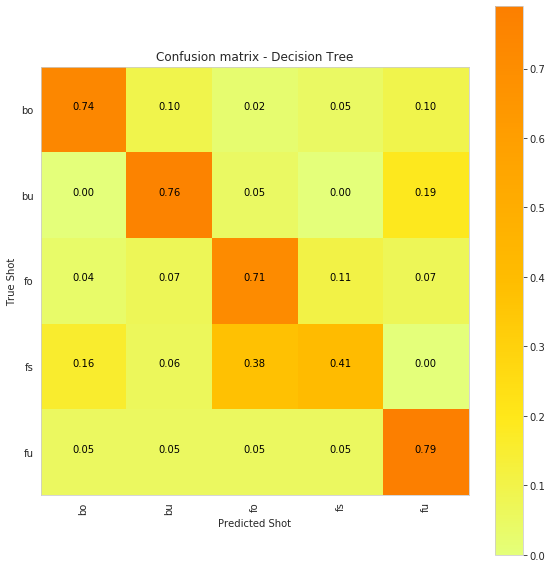 Confusion matrix - Decision Tree
bo 0.74 0.10 0.02 0.05 0.10
bu 0.00 0.76 0.05 0.00 0.19
fo 0.04 0.07 0.71 0.11 0.07
fs 0.16 0.06 0.38 0.41 0.00
fu 0.05 0.05 0.05 0.05 0.79
True Shot
bo bu fo fs fu
Predicted Shot
0.7
0.6
0.5
0.4
0.3
0.2
0.1
0.0